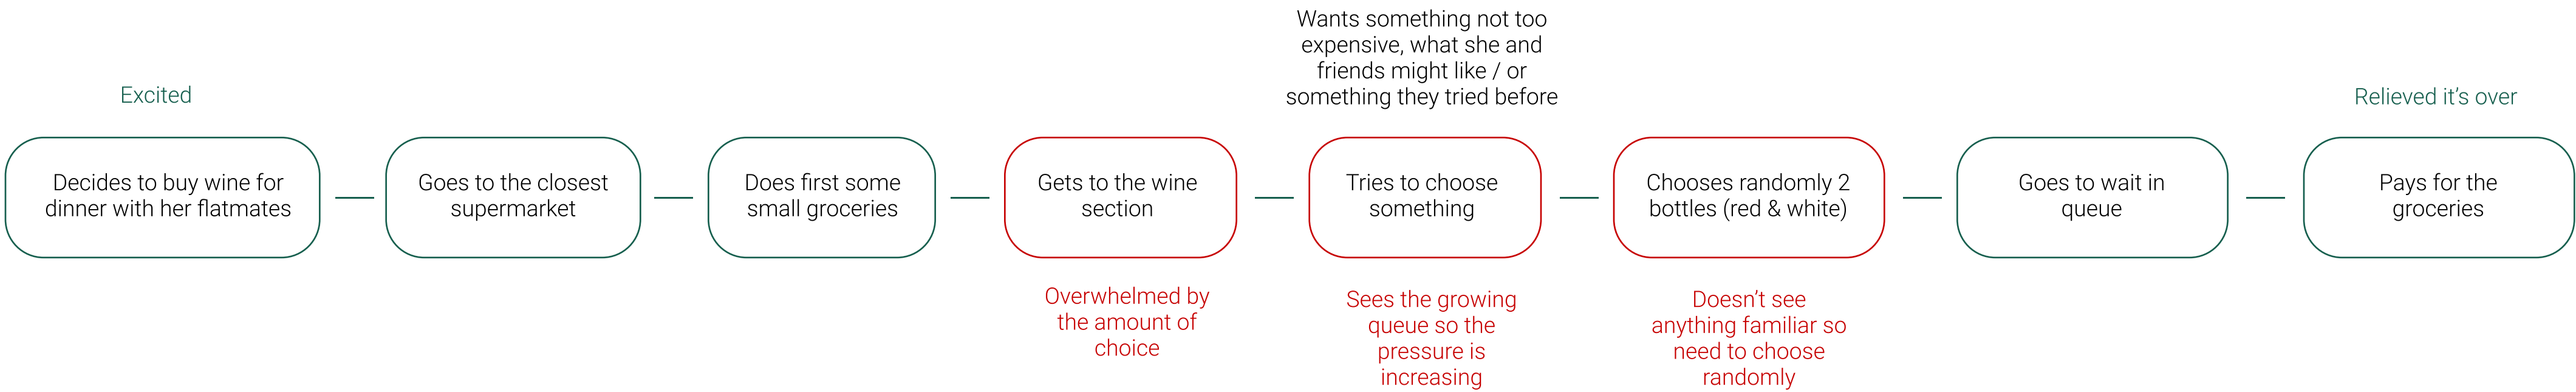 Excited
Decides to buy wine for
dinner with her flatmates
Goes to the closest
supermarket
Does first some
small groceries
Gets to the wine
section
Overwhelmed by
the amount of
choice
Wants something not too
expensive, what she and
friends might like / or
something they tried before
Tries to choose
something
Sees the growing
queue so the
pressure is
increasing
Chooses randomly 2
bottles (red & white)
Doesn’t see
anything familiar so
need to choose
randomly
Goes to wait in
queue
Relieved it’s over
Pays for the
groceries